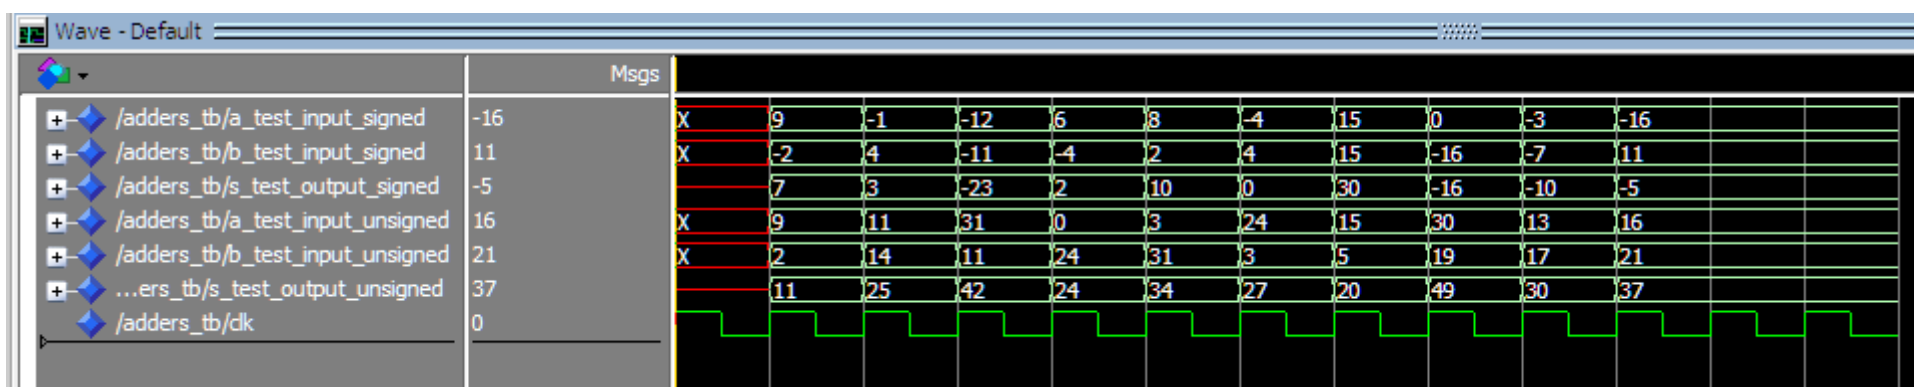 Wave - Default
Msgs
/adders_tb/a_test_input_signed -16 X 9 -1 -12 6 8 -4 15 0 -3 -16
/adders_tb/b_test_input_signed 11 X -2 4 -11 -4 2 4 15 -16 -7 11
/adders_tb/s_test_output_signed -5 7 3 -23 2 10 0 30 -16 -10 -5
/adders_tb/a_test_input_unsigned 16 X 9 11 31 0 3 24 15 30 13 16
/adders_tb/b_test_input_unsigned 21 X 2 14 11 24 31 3 5 19 17 21
...ers_tb/s_test_output_unsigned 37 11 25 42 24 34 27 20 49 30 37
/adders_tb/clk 0